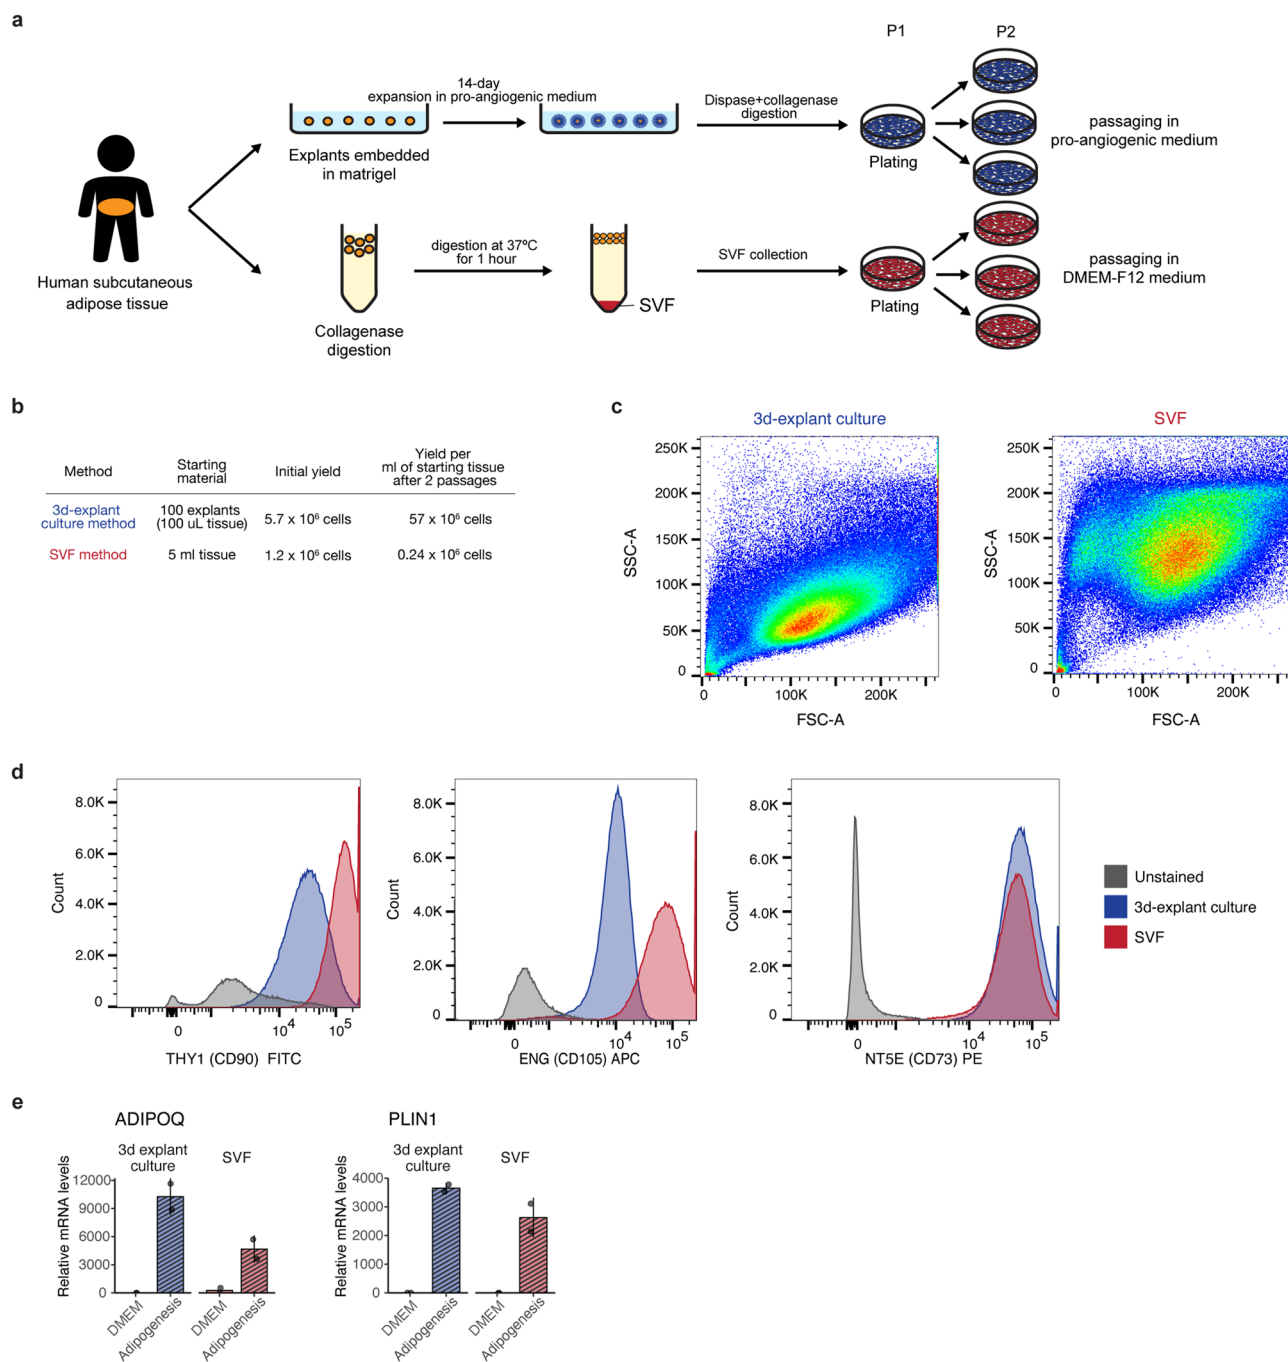 a
P1
P2
14-day
expansion in pro-angiogenic medium
Dispase+collagenase
digestion
Explants embedded
in matrigel
Plating
passaging in
pro-angiogenic medium
Human subcutaneous
adipose tissue
digestion at 37ºC
for 1 hour
SVF
SVF collection
Collagenase
digestion
Plating
passaging in
DMEM-F12 medium
b
Method
Starting
material
Initial yield
Yield per
ml of starting tissue
after 2 passages
3d-explant
culture method
100 explants
(100 uL tissue)
5.7 x 10⁶ cells
57 x 10⁶ cells
SVF method
5 ml tissue
1.2 x 10⁶ cells
0.24 x 10⁶ cells
c
3d-explant culture
SSC-A
250K
200K
150K
100K
50K
0
0
100K
200K
FSC-A
SVF
SSC-A
250K
200K
150K
100K
50K
0
0
100K
200K
FSC-A
d
Count
8.0K
6.0K
4.0K
2.0K
0
0
10⁴
10⁵
THY1 (CD90) FITC
Count
8.0K
6.0K
4.0K
2.0K
0
0
10⁴
10⁵
ENG (CD105) APC
Count
8.0K
6.0K
4.0K
2.0K
0
0
10⁴
10⁵
NT5E (CD73) PE
Unstained
3d-explant culture
SVF
e
ADIPOQ
3d explant
culture
SVF
Relative mRNA levels
12000
9000
6000
3000
0
DMEM
Adipogenesis
DMEM
Adipogenesis
PLIN1
3d explant
culture
SVF
Relative mRNA levels
4000
3000
2000
1000
0
DMEM
Adipogenesis
DMEM
Adipogenesis